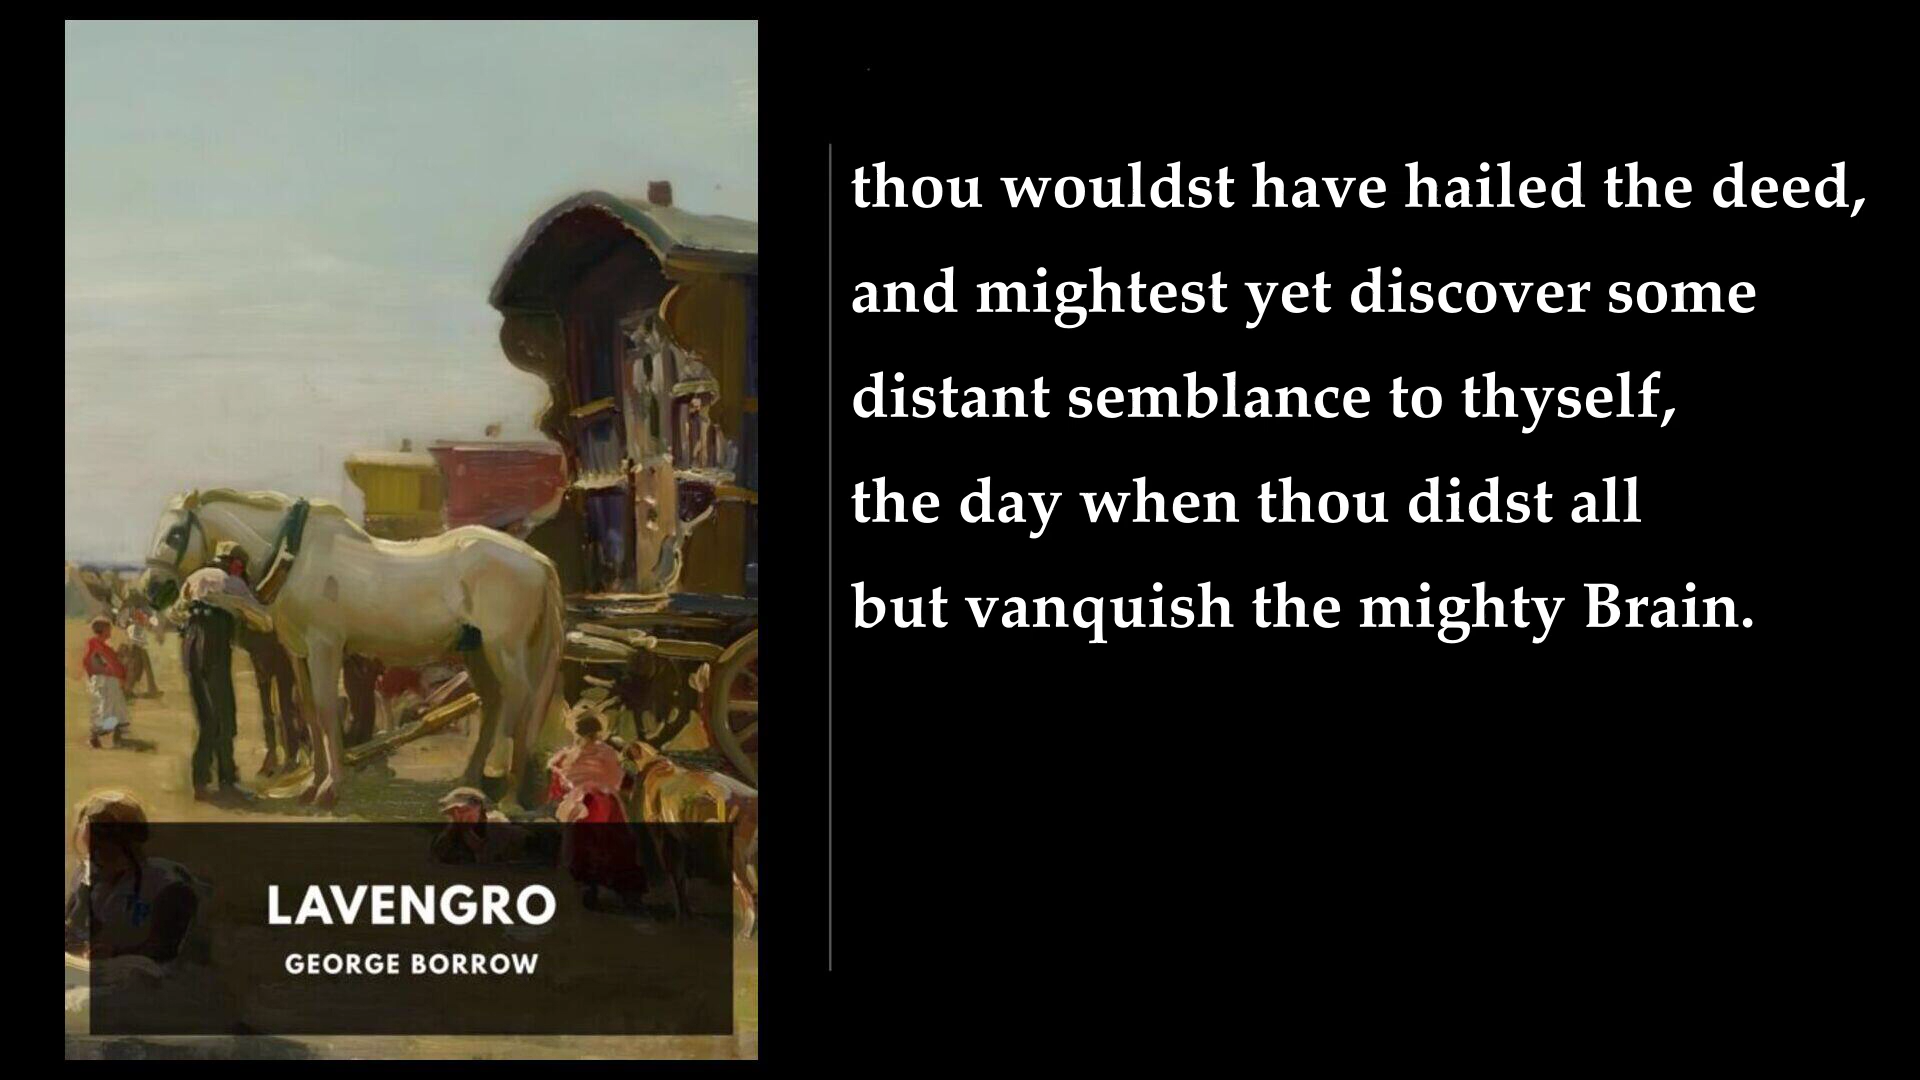 thou wouldst have hailed the deed,
and mightest yet discover some
distant semblance to thyself,
the day when thou didst all
but vanquish the mighty Brain.
LAVENGRO
GEORGE BORROW